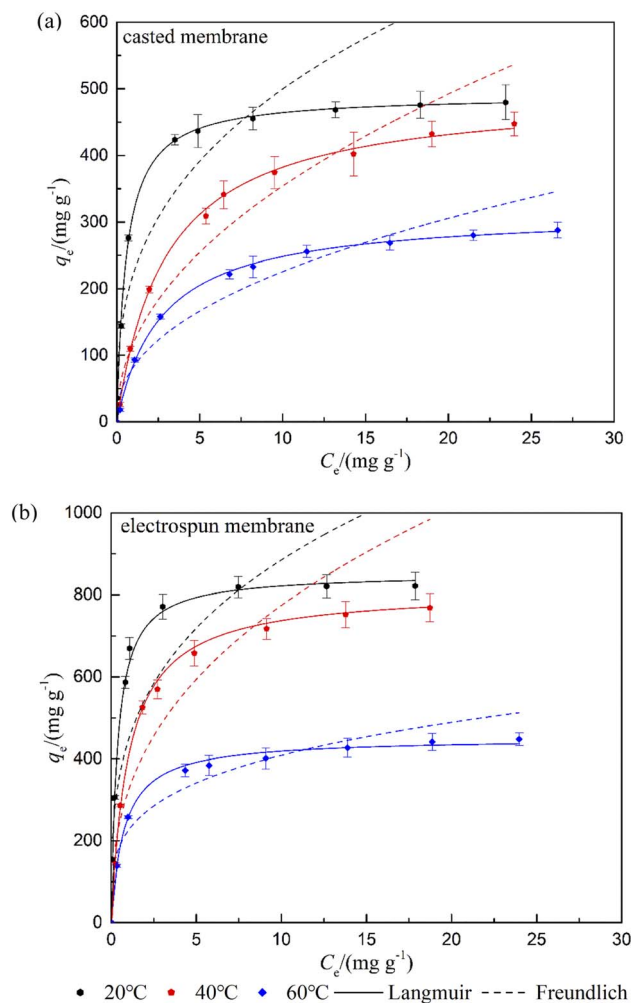 (a)
casted membrane
600
500
400
300
200
100
0
qₑ/(mg g⁻¹)
0 5 10 15 20 25 30
Cₑ/(mg g⁻¹)
(b)
electrospun membrane
1000
800
600
400
200
0
qₑ/(mg g⁻¹)
0 5 10 15 20 25 30
Cₑ/(mg g⁻¹)
20℃ 40℃ 60℃ Langmuir Freundlich